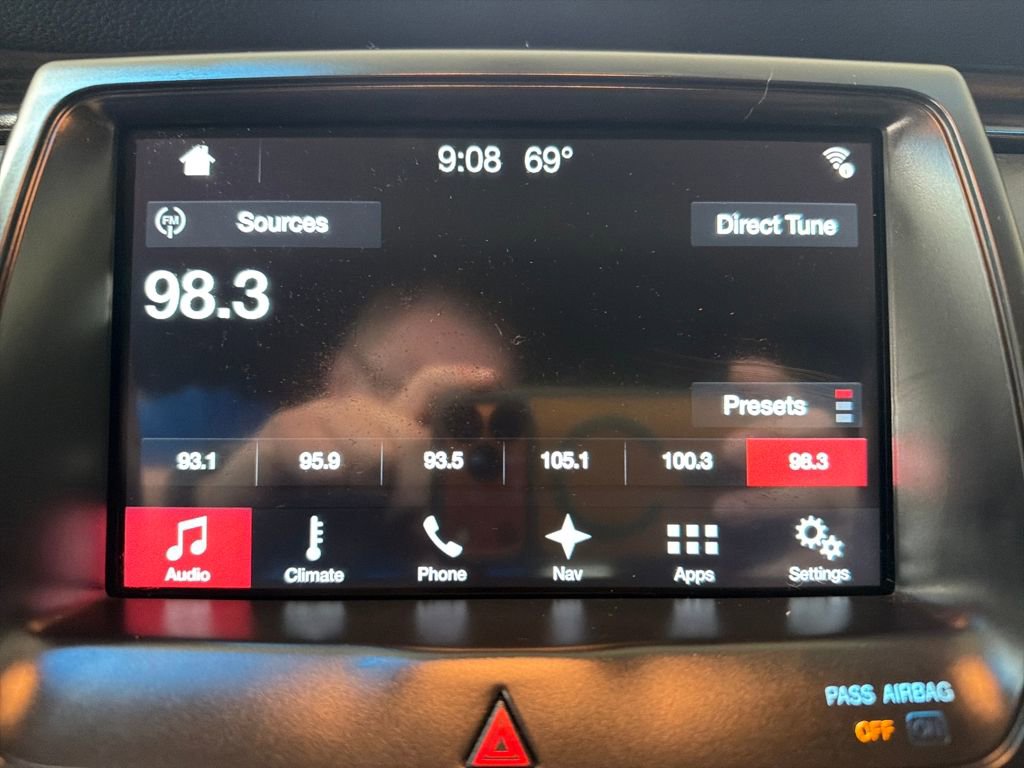 9:08 69°
FM Sources Direct Tune
98.3
Presets
93.1 95.9 93.5 105.1 100.3 98.3
Audio Climate Phone Nav Apps Settings
PASS AIRBAG
OFF ON